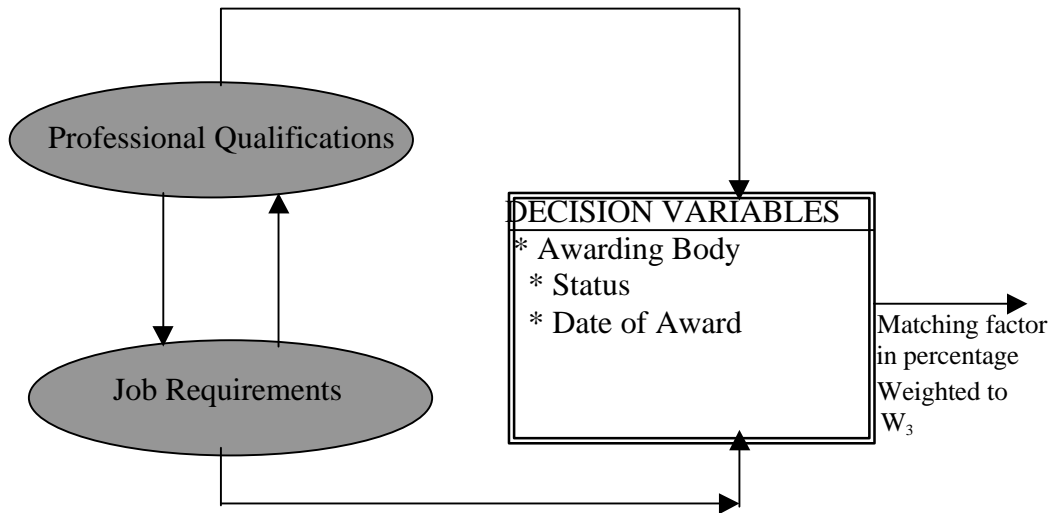 Professional Qualifications
DECISION VARIABLES
* Awarding Body
* Status
* Date of Award
Matching factor
in percentage
Weighted to
W₃
Job Requirements